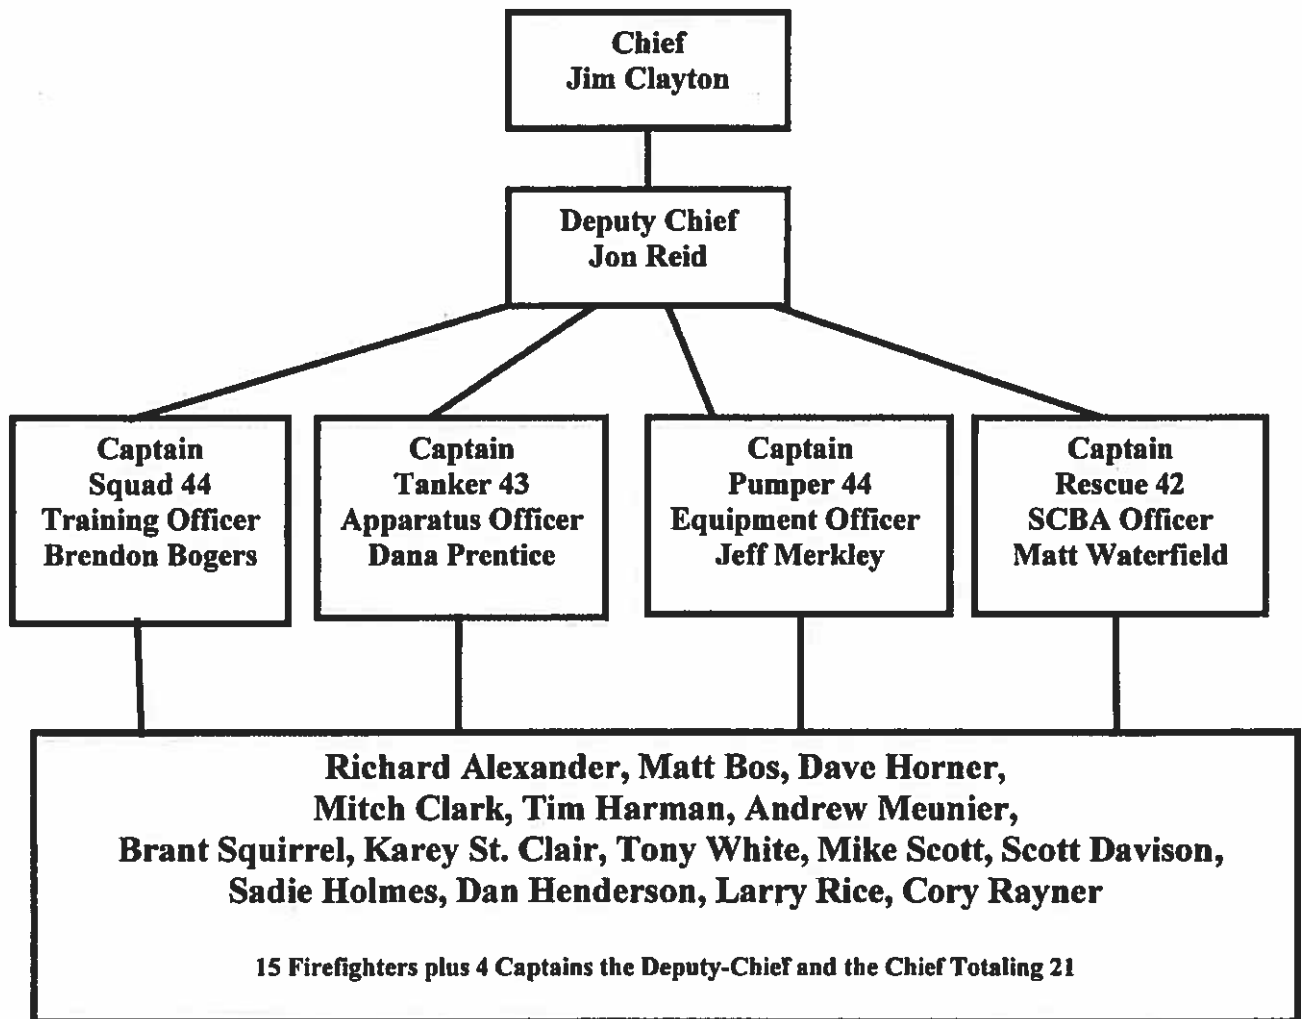 Chief
Jim Clayton
Deputy Chief
Jon Reid
Captain
Squad 44
Training Officer
Brendon Bogers
Captain
Tanker 43
Apparatus Officer
Dana Prentice
Captain
Pumper 44
Equipment Officer
Jeff Merkley
Captain
Rescue 42
SCBA Officer
Matt Waterfield
Richard Alexander, Matt Bos, Dave Horner,
Mitch Clark, Tim Harman, Andrew Meunier,
Brant Squirrel, Karey St. Clair, Tony White, Mike Scott, Scott Davison,
Sadie Holmes, Dan Henderson, Larry Rice, Cory Rayner
15 Firefighters plus 4 Captains the Deputy-Chief and the Chief Totaling 21